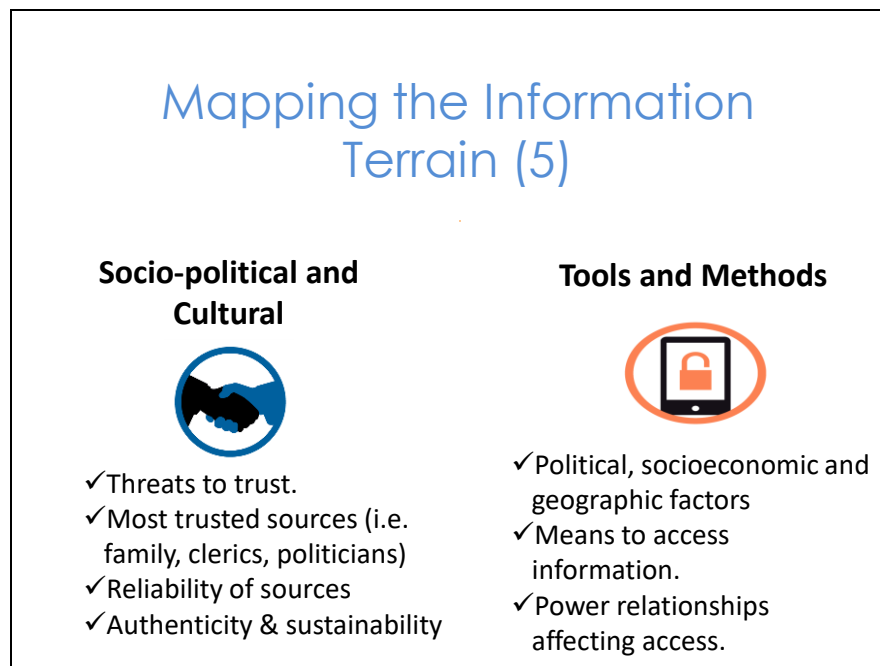 Mapping the Information
Terrain (5)
Socio-political and
Cultural
✓Threats to trust.
✓Most trusted sources (i.e.
family, clerics, politicians)
✓Reliability of sources
✓Authenticity & sustainability
Tools and Methods
✓Political, socioeconomic and
geographic factors
✓Means to access
information.
✓Power relationships
affecting access.